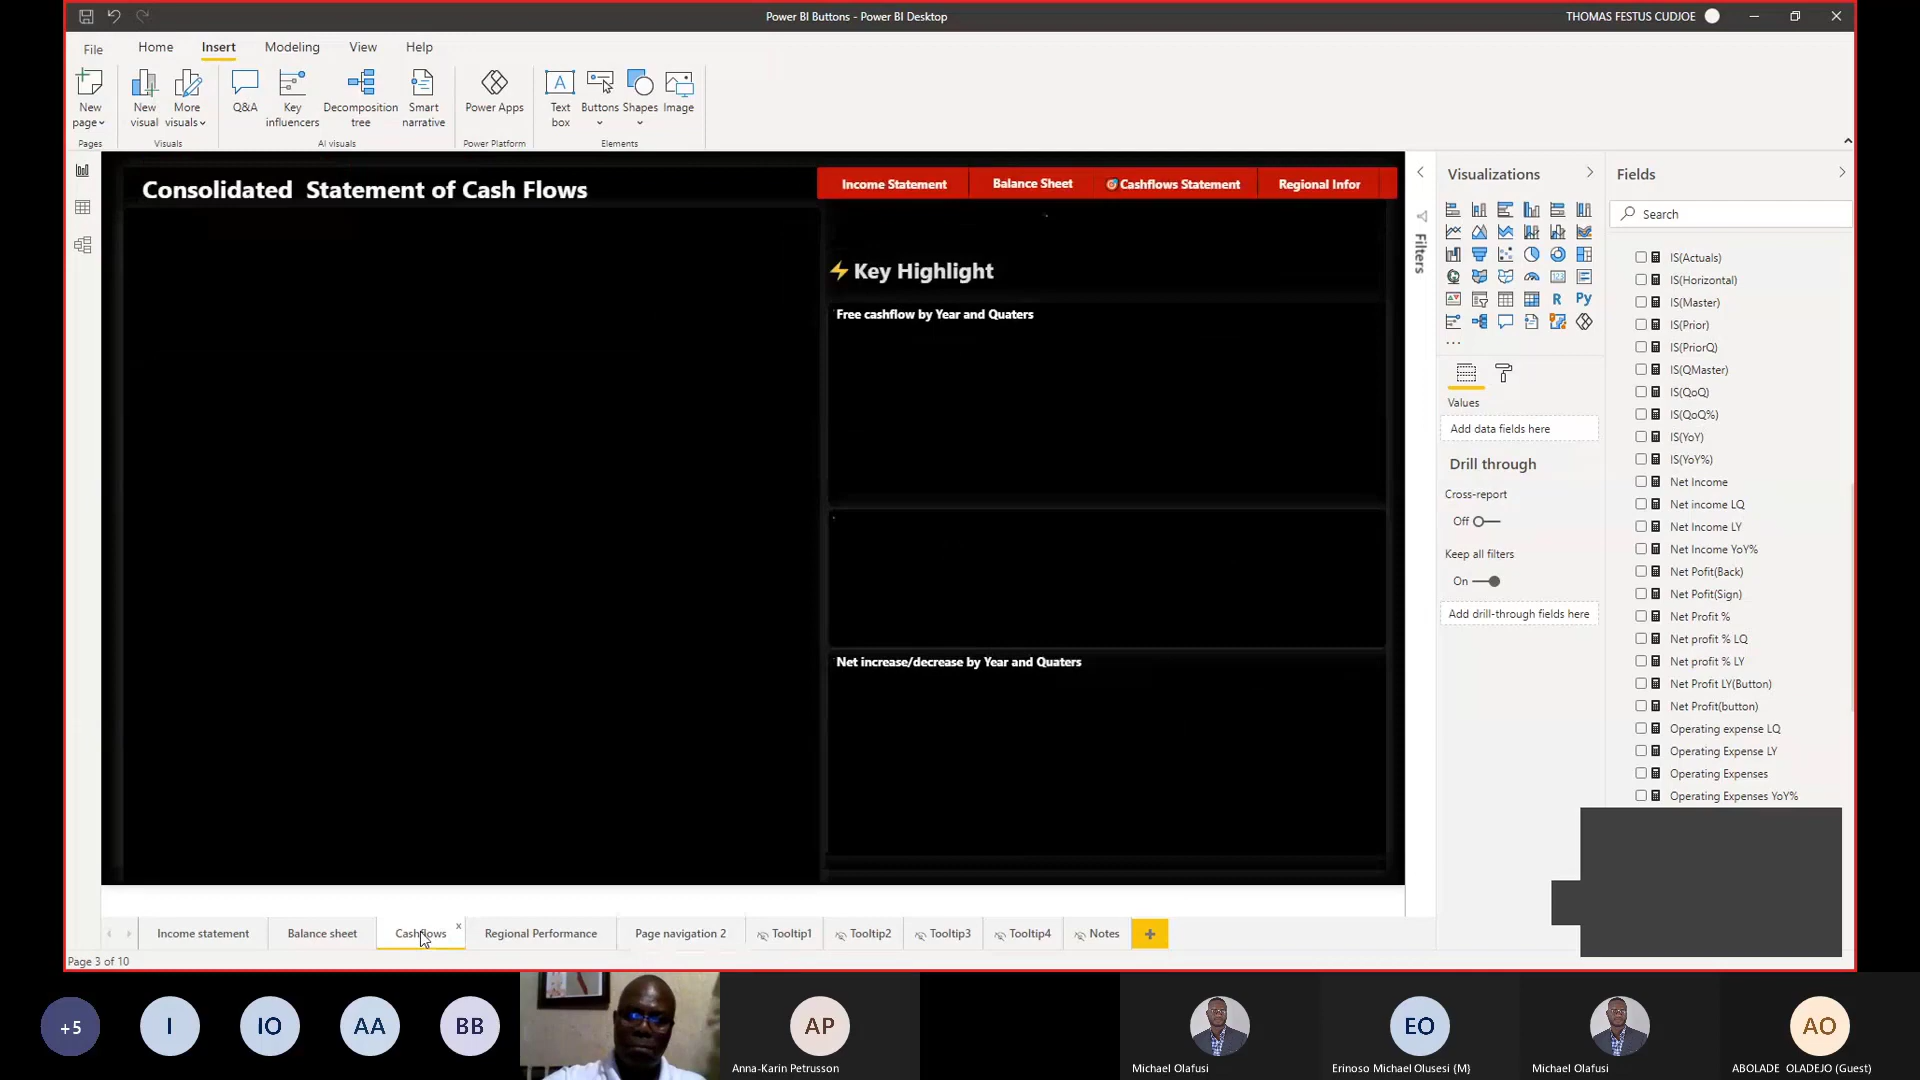 Power BI Buttons - Power BI Desktop
THOMAS FESTUS CUDJOE
File
Home
Insert
Modeling
View
Help
New page
New visual
More visuals
Q&A
Key influencers
Decomposition tree
Smart narrative
Power Apps
Text box
Buttons
Shapes
Image
Pages
Visuals
AI visuals
Power Platform
Elements
Consolidated Statement of Cash Flows
Income Statement
Balance Sheet
Cashflows Statement
Regional Infor
Key Highlight
Free cashflow by Year and Quaters
Net increase/decrease by Year and Quaters
Filters
Visualizations
R
Py
Values
Add data fields here
Drill through
Cross-report
Off
Keep all filters
On
Add drill-through fields here
Fields
Search
IS(Actuals)
IS(Horizontal)
IS(Master)
IS(Prior)
IS(PriorQ)
IS(QMaster)
IS(QoQ)
IS(QoQ%)
IS(YoY)
IS(YoY%)
Net Income
Net income LQ
Net Income LY
Net Income YoY%
Net Pofit(Back)
Net Pofit(Sign)
Net Profit %
Net profit % LQ
Net profit % LY
Net Profit LY(Button)
Net Profit(button)
Operating expense LQ
Operating Expense LY
Operating Expenses
Operating Expenses YoY%
Income statement
Balance sheet
Cashflows
Regional Performance
Page navigation 2
Tooltip1
Tooltip2
Tooltip3
Tooltip4
Notes
Page 3 of 10
+5
I
IO
AA
BB
AP
Anna-Karin Petrusson
Michael Olafusi
EO
Erinoso Michael Olusesi (M)
Michael Olafusi
AO
ABOLADE OLADEJO (Guest)